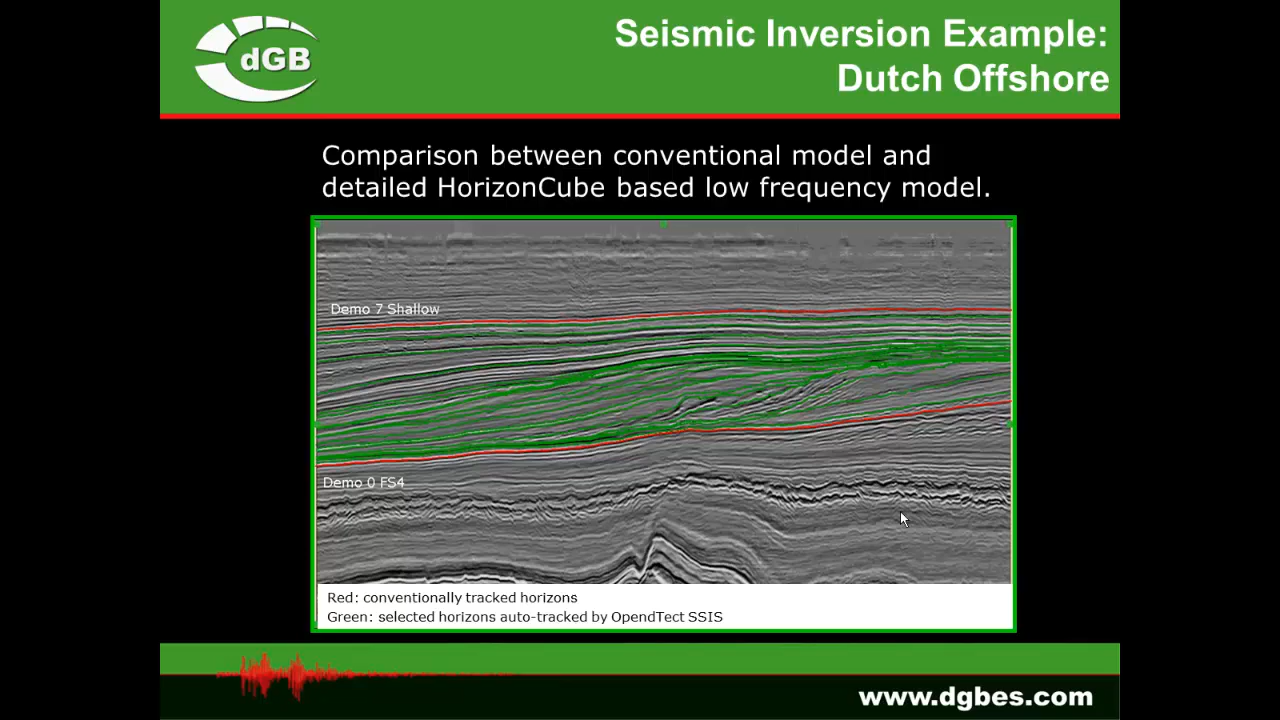 dGB
Seismic Inversion Example:
Dutch Offshore
Comparison between conventional model and
detailed HorizonCube based low frequency model.
Demo 7 Shallow
Demo 0 FS4
Red: conventionally tracked horizons
Green: selected horizons auto-tracked by OpendTect SSIS
www.dgbes.com